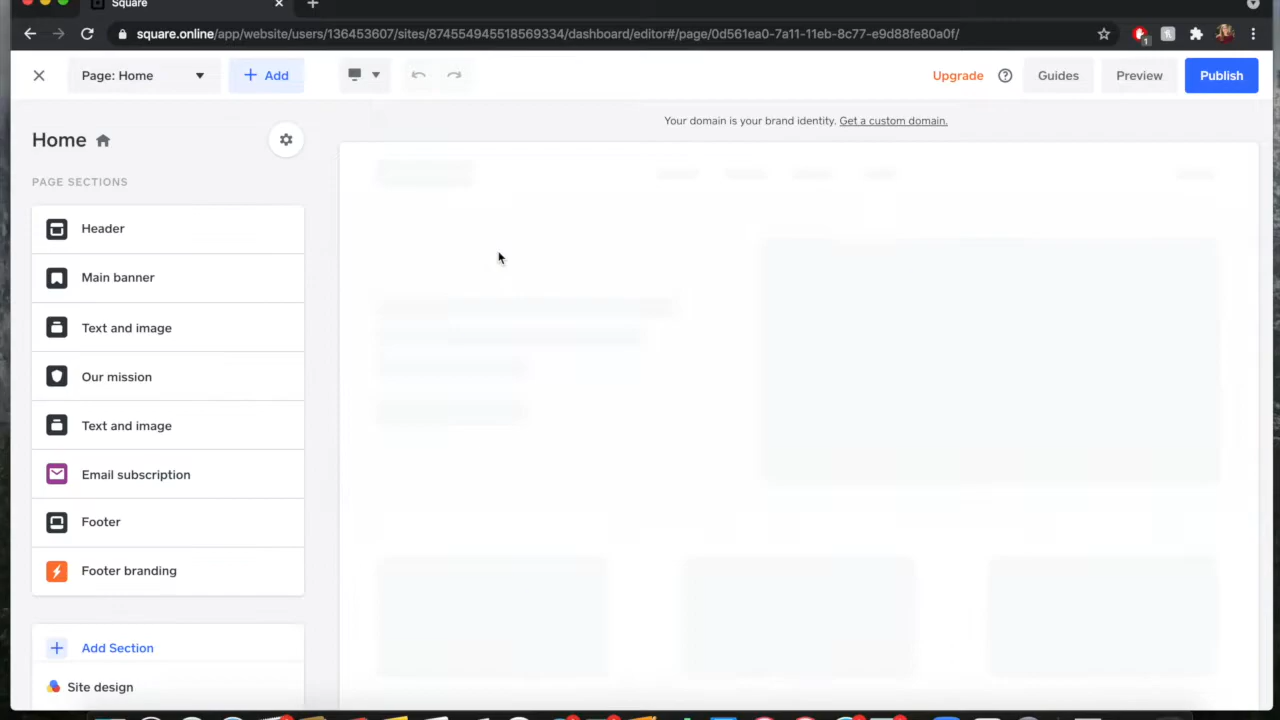 Square
square.online/app/website/users/136453607/sites/874554945518569334/dashboard/editor#/page/0d561ea0-7a11-11eb-8c77-e9d88fe80a0f/
1
Page: Home
Add
Upgrade
Guides
Preview
Publish
Your domain is your brand identity. Get a custom domain.
Home
PAGE SECTIONS
Header
Main banner
Text and image
Our mission
Text and image
Email subscription
Footer
Footer branding
Add Section
Site design